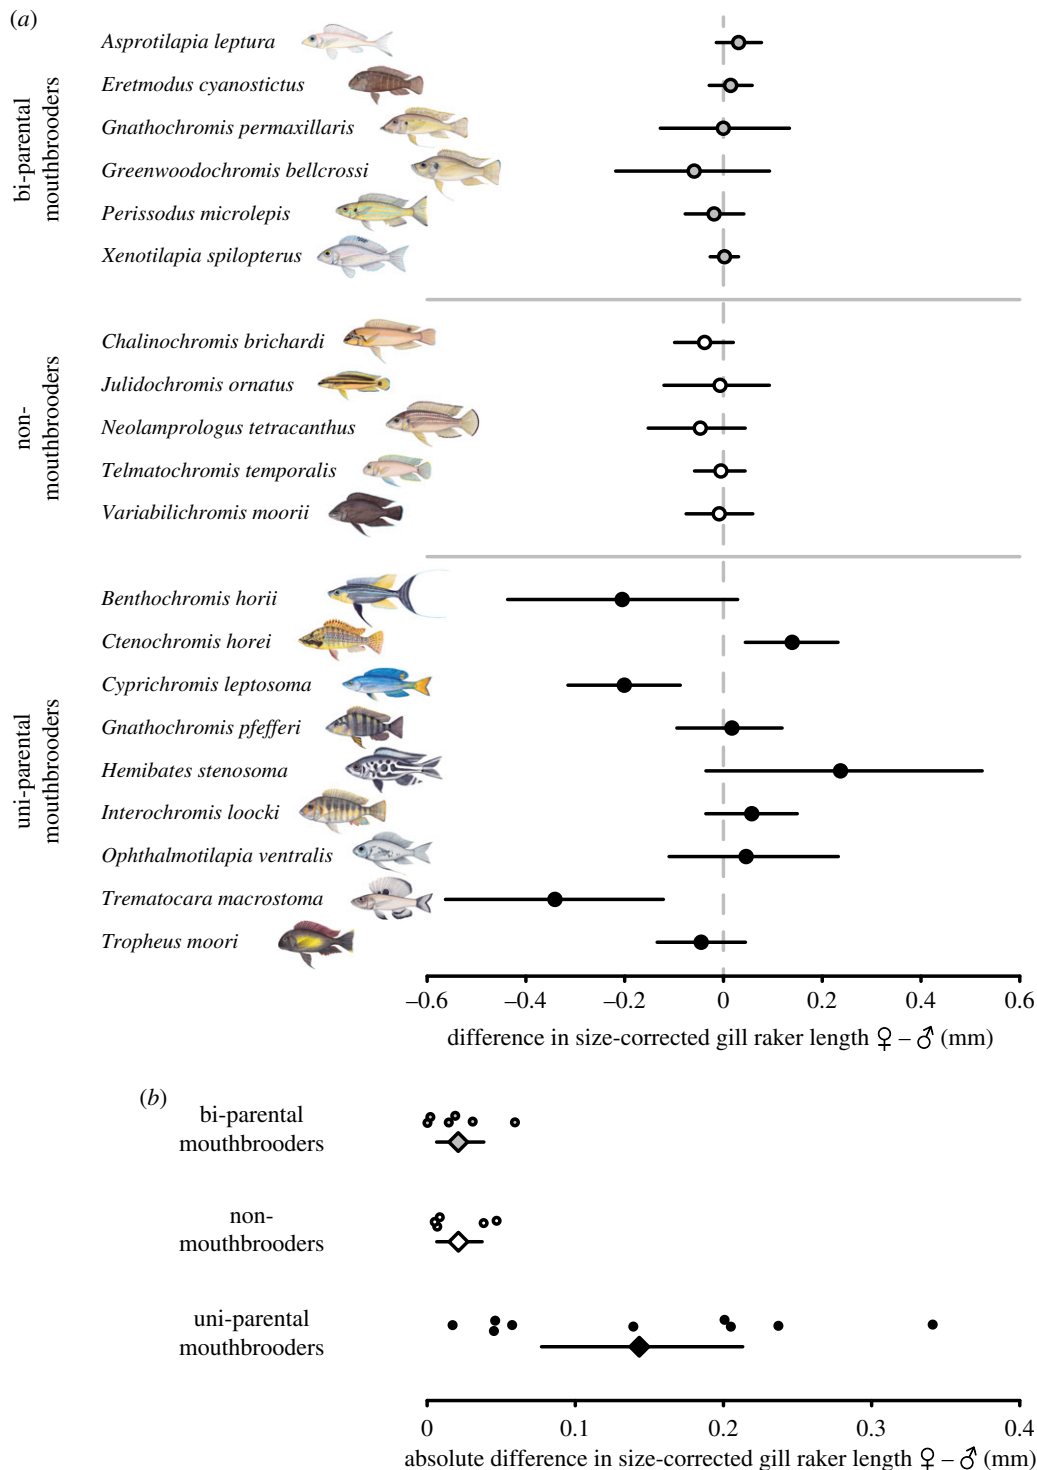 (a)
bi-parental
mouthbrooders
Asprotilapia leptura
Eretmodus cyanostictus
Gnathochromis permaxillaris
Greenwoodochromis bellcrossi
Perissodus microlepis
Xenotilapia spilopterus
non-
mouthbrooders
Chalinochromis brichardi
Julidochromis ornatus
Neolamprologus tetracanthus
Telmatochromis temporalis
Variabilichromis moorii
uni-parental
mouthbrooders
Benthochromis horii
Ctenochromis horei
Cyprichromis leptosoma
Gnathochromis pfefferi
Hemibates stenosoma
Interochromis loocki
Ophthalmotilapia ventralis
Trematocara macrostoma
Tropheus moori
–0.6 –0.4 –0.2 0 0.2 0.4 0.6
difference in size-corrected gill raker length ♀ – ♂ (mm)
(b)
bi-parental
mouthbrooders
non-
mouthbrooders
uni-parental
mouthbrooders
0 0.1 0.2 0.3 0.4
absolute difference in size-corrected gill raker length ♀ – ♂ (mm)